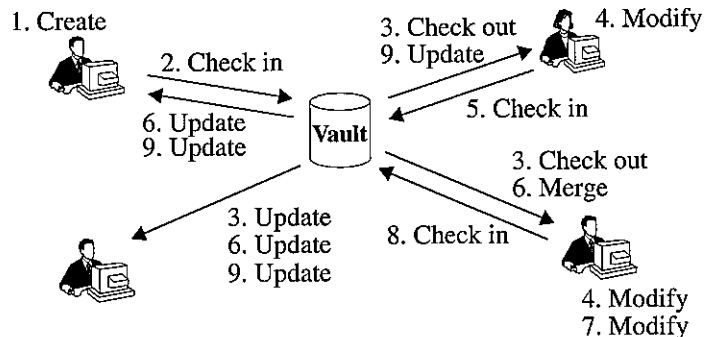 1. Create
2. Check in
6. Update
9. Update
Vault
3. Check out
9. Update
4. Modify
5. Check in
3. Update
6. Update
9. Update
3. Check out
6. Merge
8. Check in
4. Modify
7. Modify